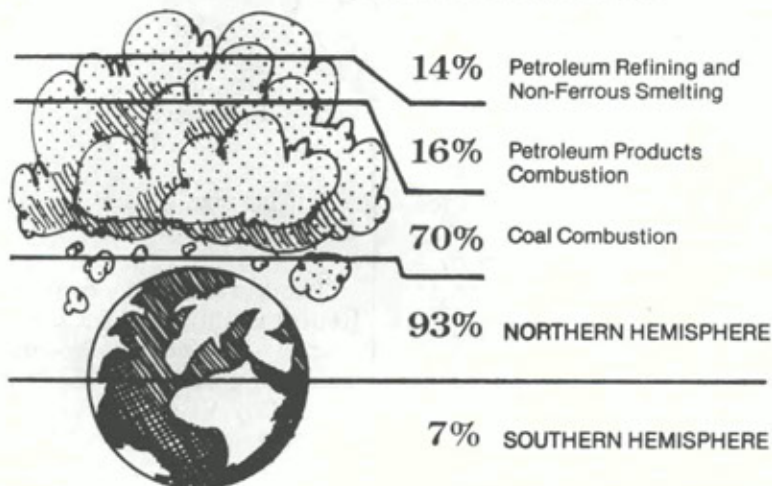 14% Petroleum Refining and
Non-Ferrous Smelting
16% Petroleum Products
Combustion
70% Coal Combustion
93% NORTHERN HEMISPHERE
7% SOUTHERN HEMISPHERE